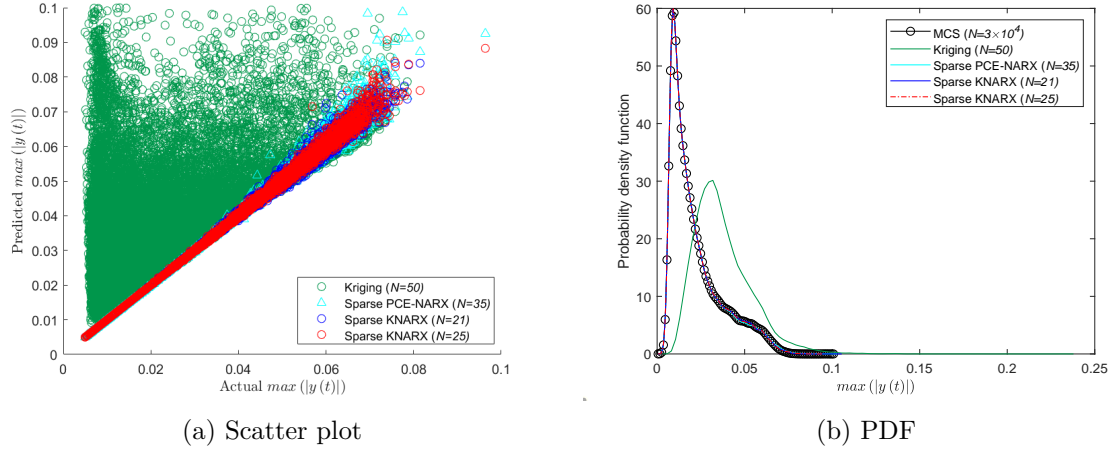 0.1
0.09
0.08
0.07
0.06
0.05
0.04
0.03
0.02
0.01
0
Predicted max (|y (t)|)
Kriging (N=50)
Sparse PCE-NARX (N=35)
Sparse KNARX (N=21)
Sparse KNARX (N=25)
0 0.02 0.04 0.06 0.08 0.1
Actual max (|y (t)|)
(a) Scatter plot
60
50
40
30
20
10
0
Probability density function
MCS (N=3×10⁴)
Kriging (N=50)
Sparse PCE-NARX (N=35)
Sparse KNARX (N=21)
Sparse KNARX (N=25)
0 0.05 0.1 0.15 0.2 0.25
max (|y (t)|)
(b) PDF